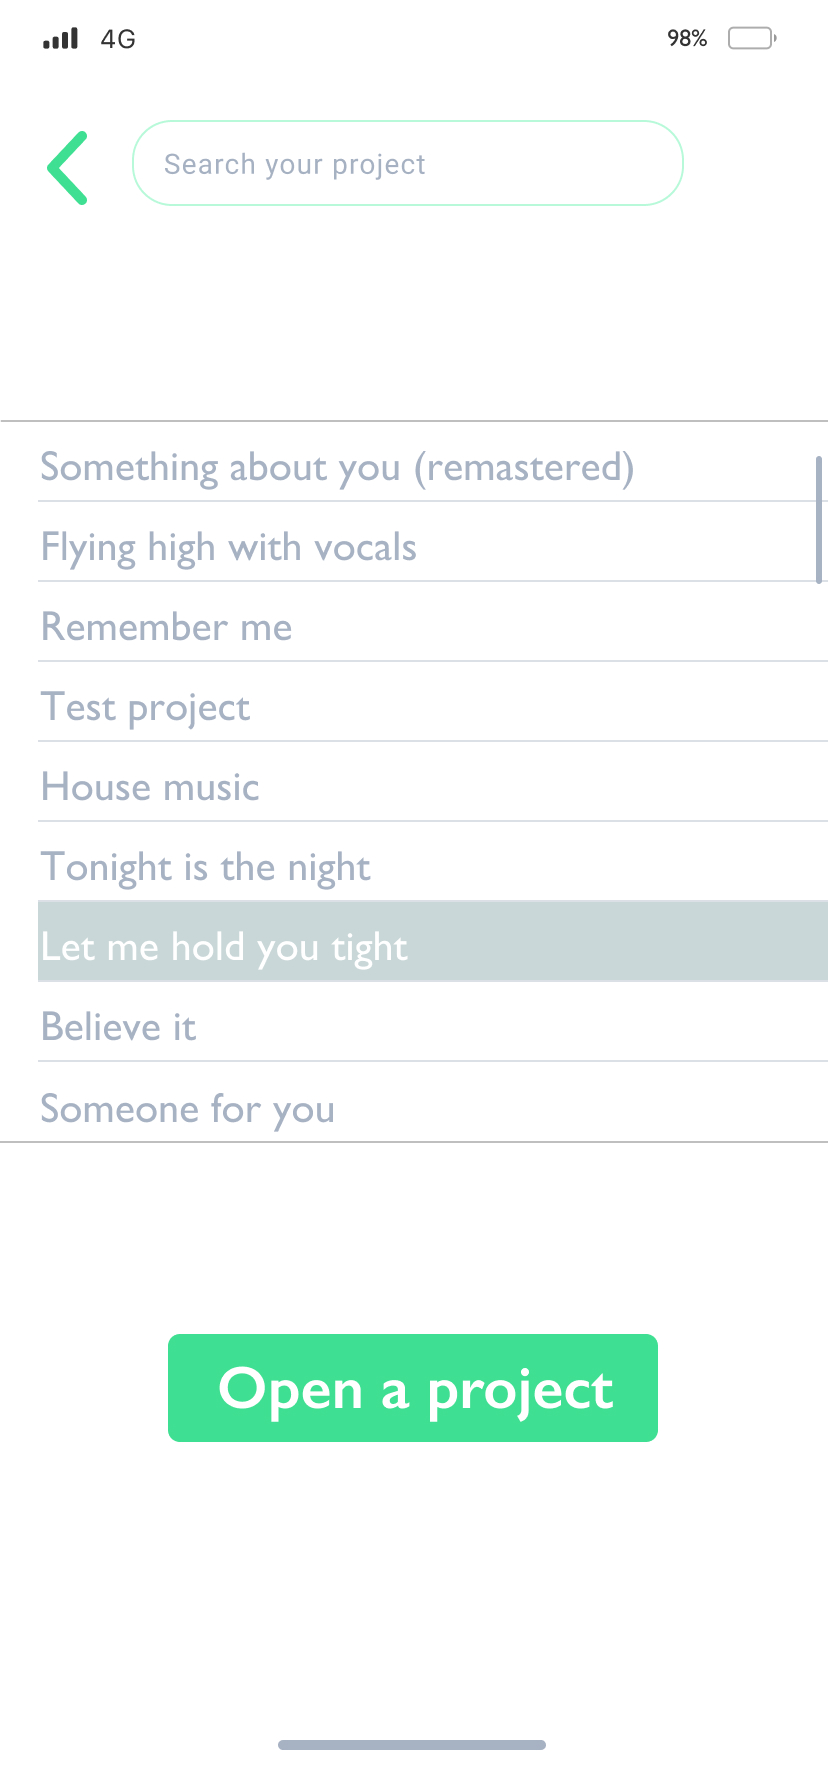 4G
98%
Search your project
Something about you (remastered)
Flying high with vocals
Remember me
Test project
House music
Tonight is the night
Let me hold you tight
Believe it
Someone for you
Open a project